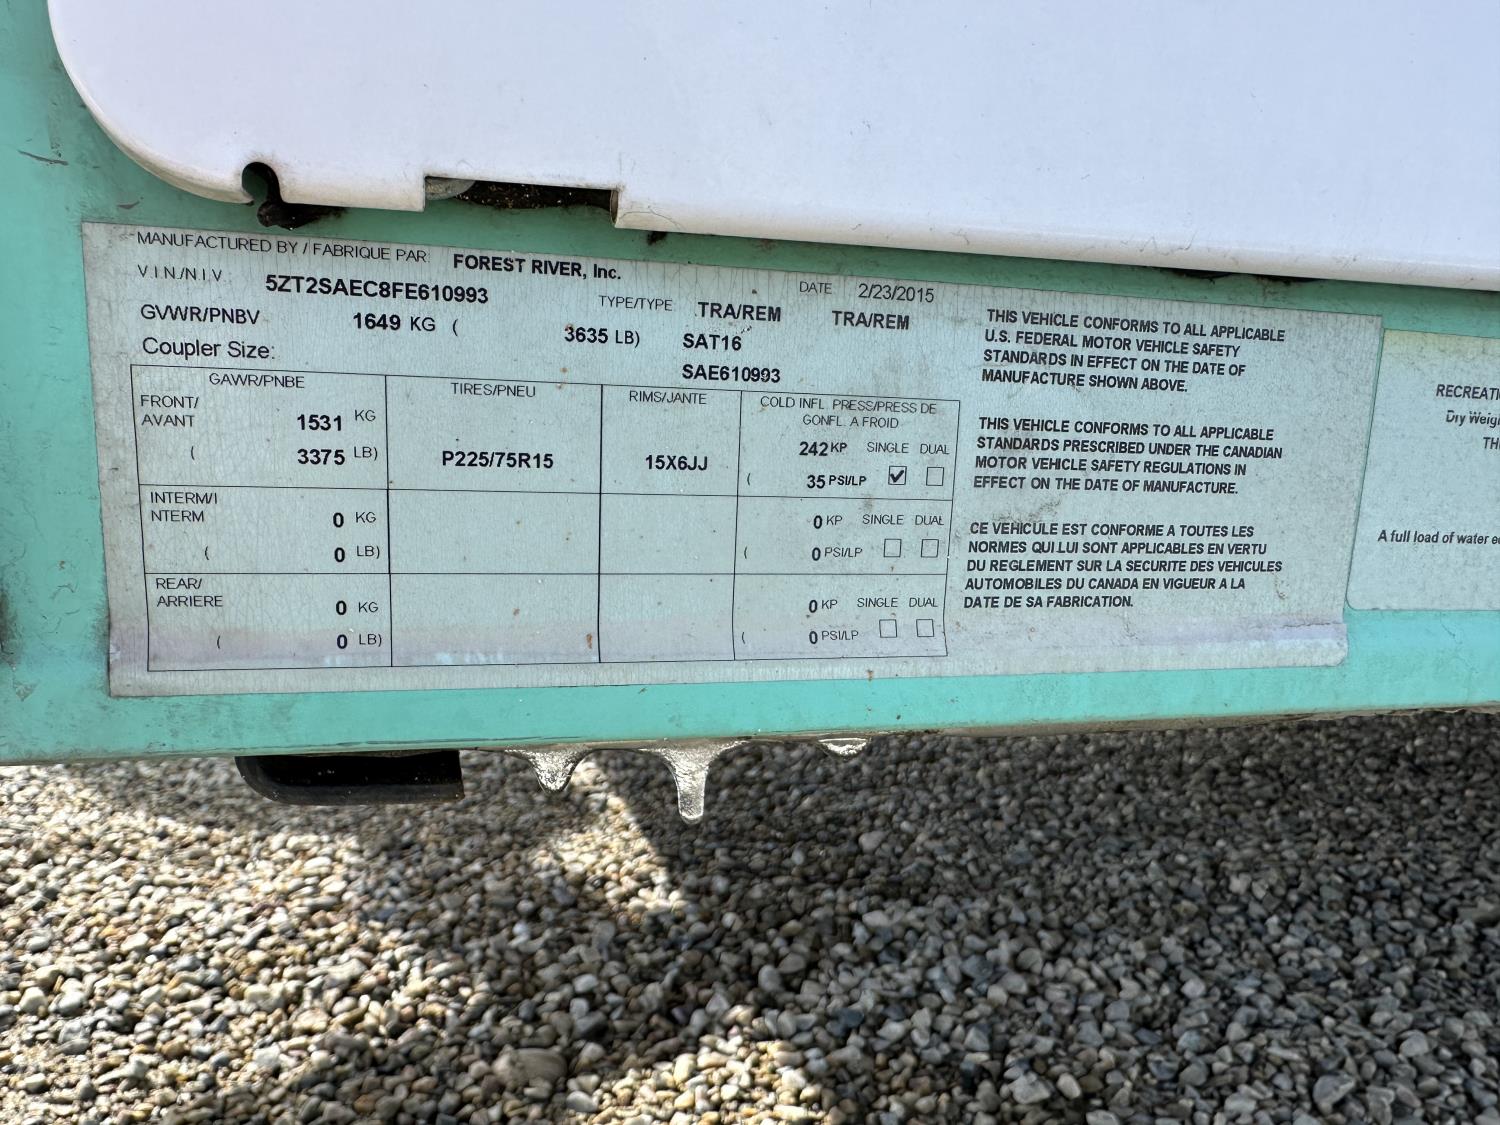 MANUFACTURED BY / FABRIQUE PAR: FOREST RIVER, Inc.
DATE 2/23/2015
V.I.N./N.I.V. 5ZT2SAEC8FE610993
TYPE/TYPE TRA/REM TRA/REM
GVWR/PNBV 1649 KG ( 3635 LB) SAT16
Coupler Size: SAE610993
GAWR/PNBE TIRES/PNEU RIMS/JANTE COLD INFL. PRESS/PRESS DE
GONFL. A FROID
FRONT/
AVANT 1531 KG 242 KP SINGLE DUAL
( 3375 LB) P225/75R15 15X6JJ ( 35 PSI/LP
INTERM/I
NTERM 0 KG 0 KP SINGLE DUAL
( 0 LB) ( 0 PSI/LP
REAR/
ARRIERE 0 KG 0 KP SINGLE DUAL
( 0 LB) ( 0 PSI/LP
THIS VEHICLE CONFORMS TO ALL APPLICABLE
U.S. FEDERAL MOTOR VEHICLE SAFETY
STANDARDS IN EFFECT ON THE DATE OF
MANUFACTURE SHOWN ABOVE.
THIS VEHICLE CONFORMS TO ALL APPLICABLE
STANDARDS PRESCRIBED UNDER THE CANADIAN
MOTOR VEHICLE SAFETY REGULATIONS IN
EFFECT ON THE DATE OF MANUFACTURE.
CE VEHICULE EST CONFORME A TOUTES LES
NORMES QUI LUI SONT APPLICABLES EN VERTU
DU REGLEMENT SUR LA SECURITE DES VEHICULES
AUTOMOBILES DU CANADA EN VIGUEUR A LA
DATE DE SA FABRICATION.
RECREATI
Dry Weig
TH
A full load of water e